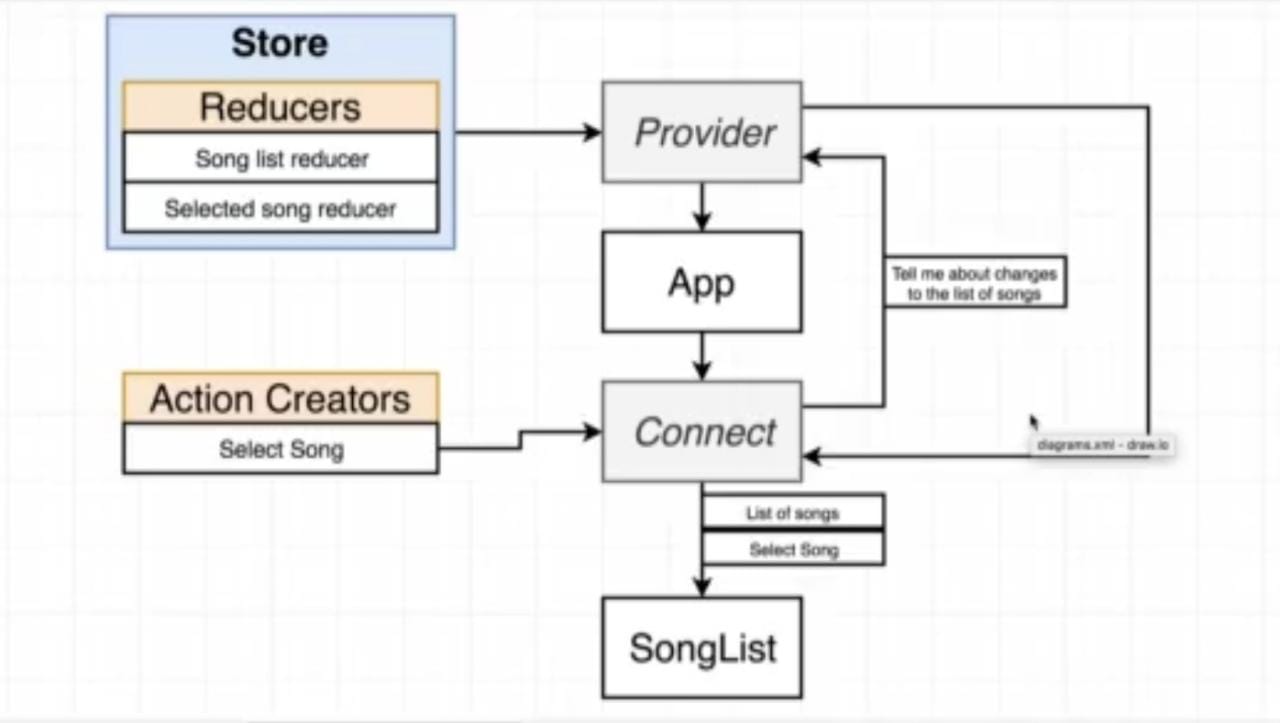 Store
Reducers
Song list reducer
Selected song reducer
Provider
App
Tell me about changes
to the list of songs
Action Creators
Select Song
Connect
diagrams.xml - draw.io
List of songs
Select Song
SongList